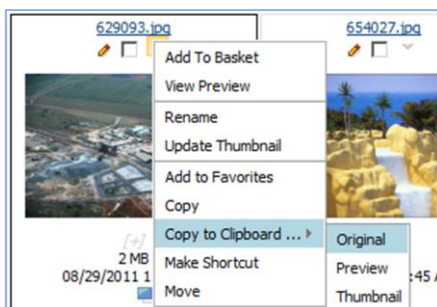 629093.jpg
654027.jpg
Add To Basket
View Preview
Rename
Update Thumbnail
Add to Favorites
Copy
Copy to Clipboard ...
Original
Make Shortcut
Preview
Move
Thumbnail
[+]
2 MB
08/29/2011 1
:45 A